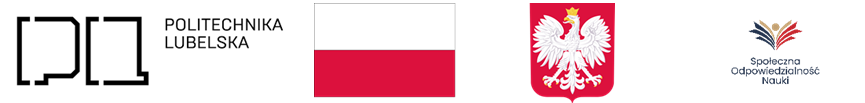 POLITECHNIKA
LUBELSKA
Społeczna
Odpowiedzialność
Nauki